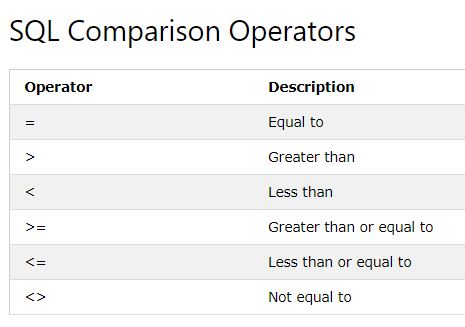 SQL Comparison Operators
Operator Description
= Equal to
> Greater than
< Less than
>= Greater than or equal to
<= Less than or equal to
<> Not equal to